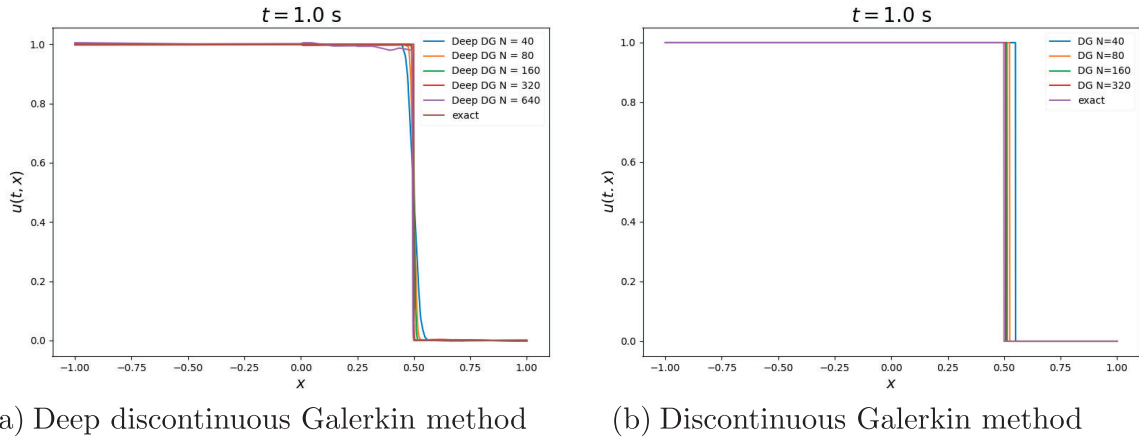 t = 1.0 s
u(t, x)
1.0
0.8
0.6
0.4
0.2
0.0
Deep DG N = 40
Deep DG N = 80
Deep DG N = 160
Deep DG N = 320
Deep DG N = 640
exact
−1.00 −0.75 −0.50 −0.25 0.00 0.25 0.50 0.75 1.00
x
a) Deep discontinuous Galerkin method
t = 1.0 s
u(t. x)
1.0
0.8
0.6
0.4
0.2
0.0
DG N=40
DG N=80
DG N=160
DG N=320
exact
−1.00 −0.75 −0.50 −0.25 0.00 0.25 0.50 0.75 1.00
x
(b) Discontinuous Galerkin method